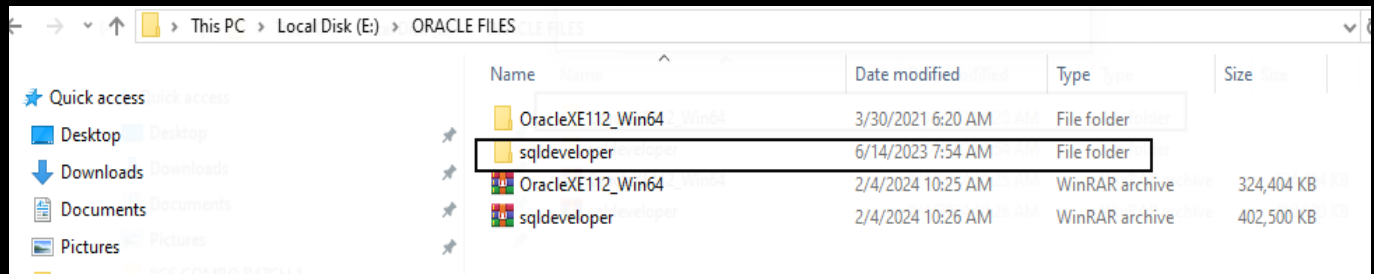 This PC > Local Disk (E:) > ORACLE FILES
Name Date modified Type Size
Quick access
OracleXE112_Win64 3/30/2021 6:20 AM File folder
Desktop
sqldeveloper 6/14/2023 7:54 AM File folder
Downloads
OracleXE112_Win64 2/4/2024 10:25 AM WinRAR archive 324,404 KB
Documents
sqldeveloper 2/4/2024 10:26 AM WinRAR archive 402,500 KB
Pictures